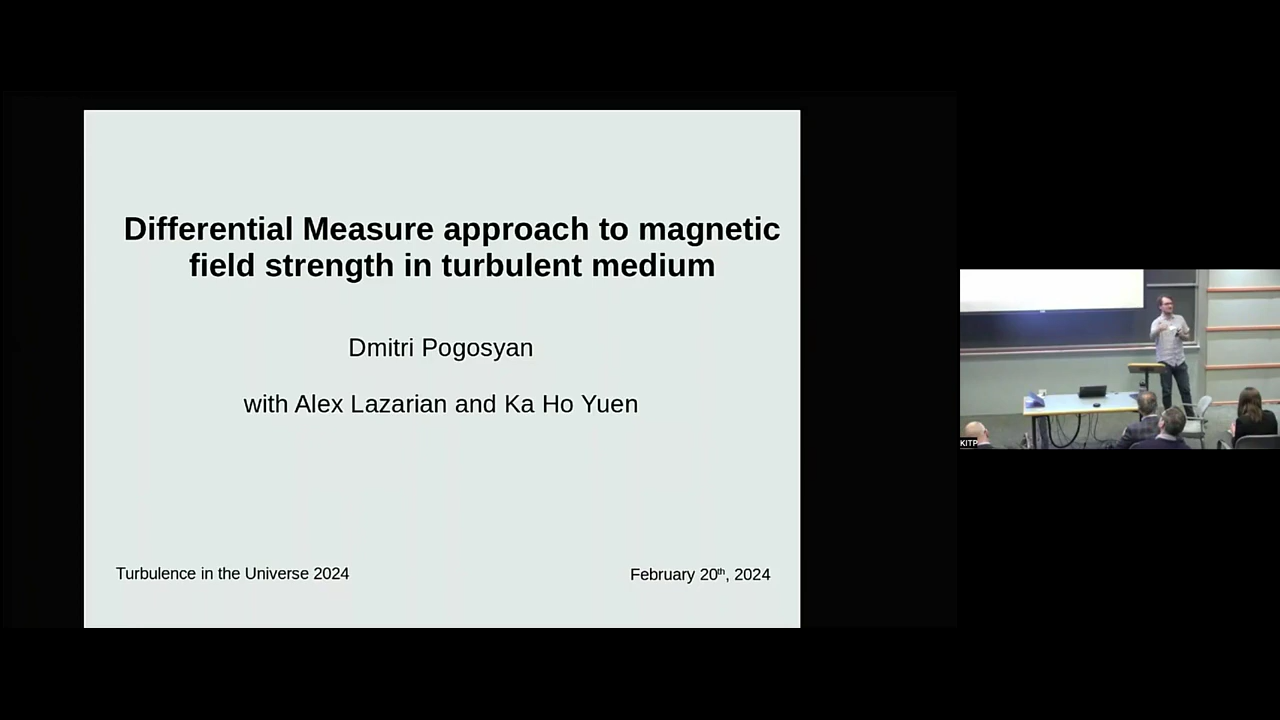 Differential Measure approach to magnetic
field strength in turbulent medium
Dmitri Pogosyan
with Alex Lazarian and Ka Ho Yuen
Turbulence in the Universe 2024
February 20th, 2024
KITP